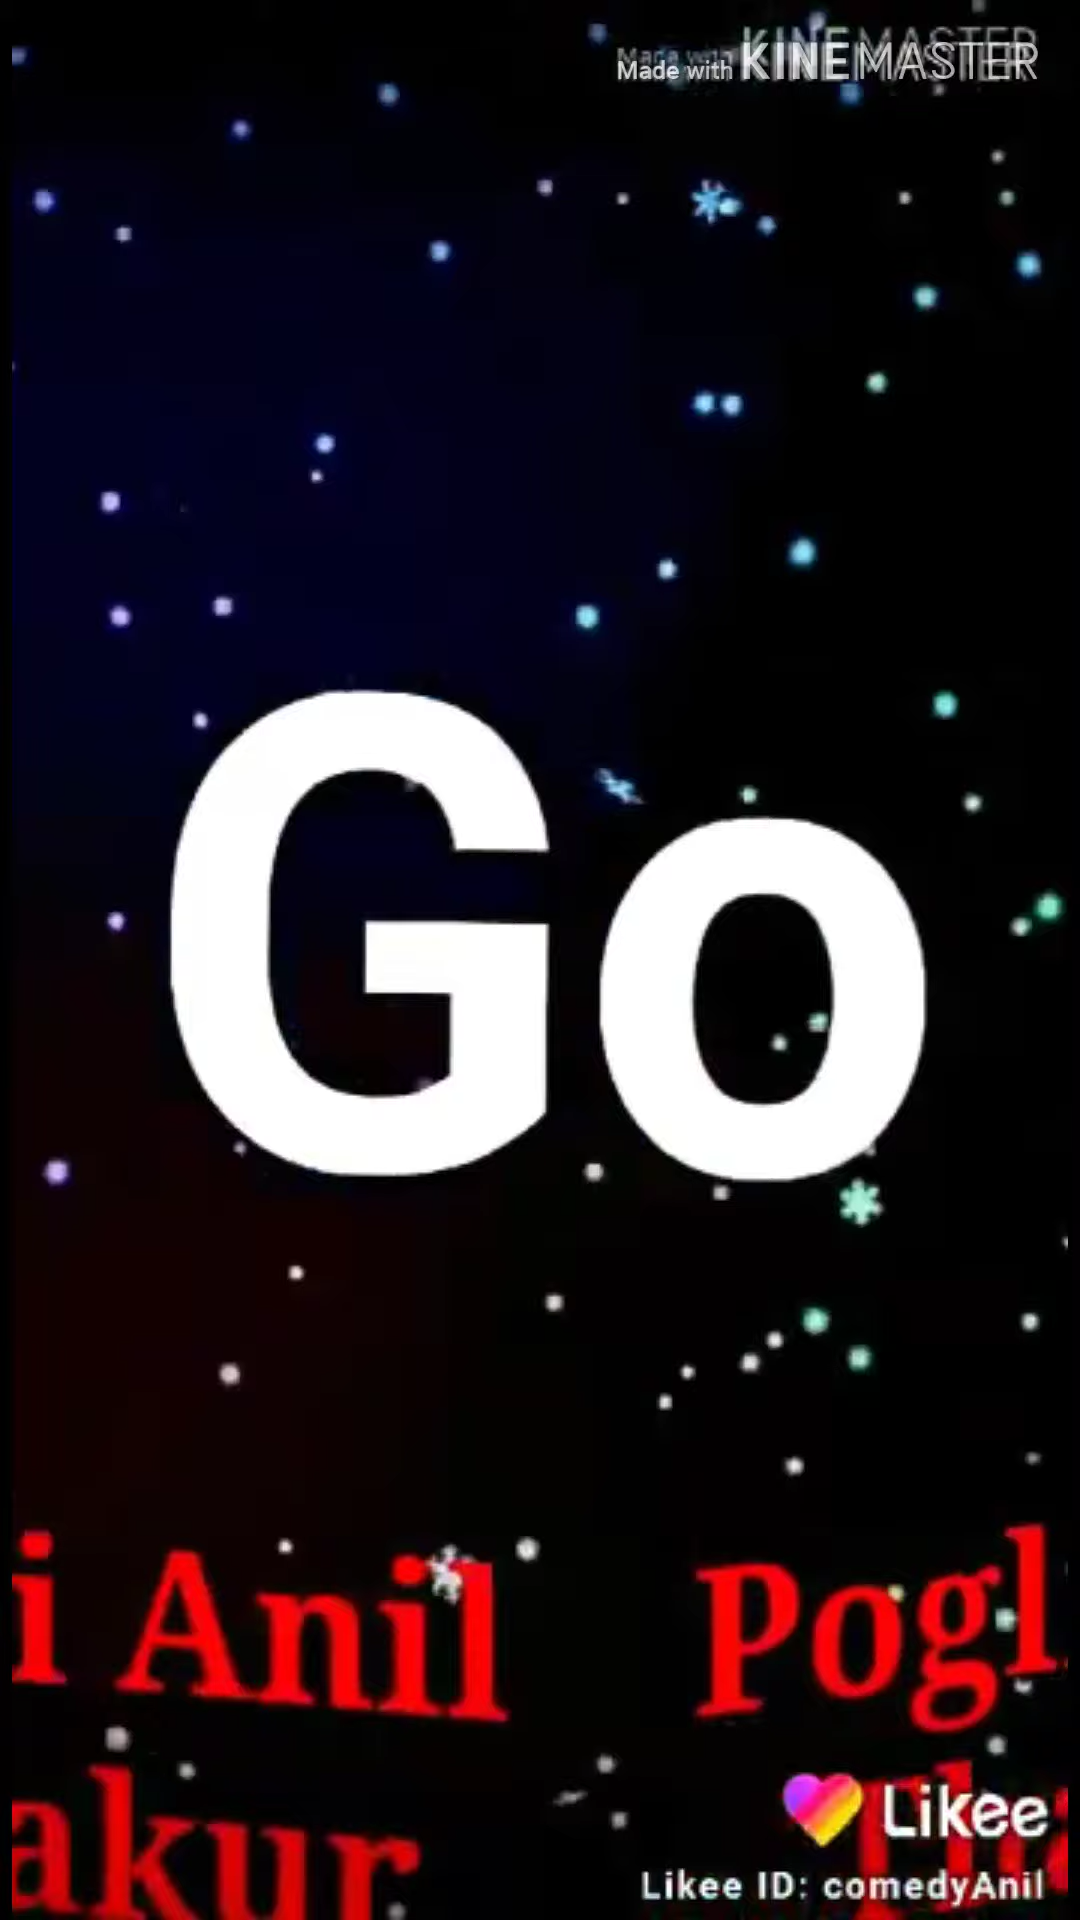 Made with KINEMASTER
Go
i Anil Pogl
akur
Likee
Likee ID: comedyAnil